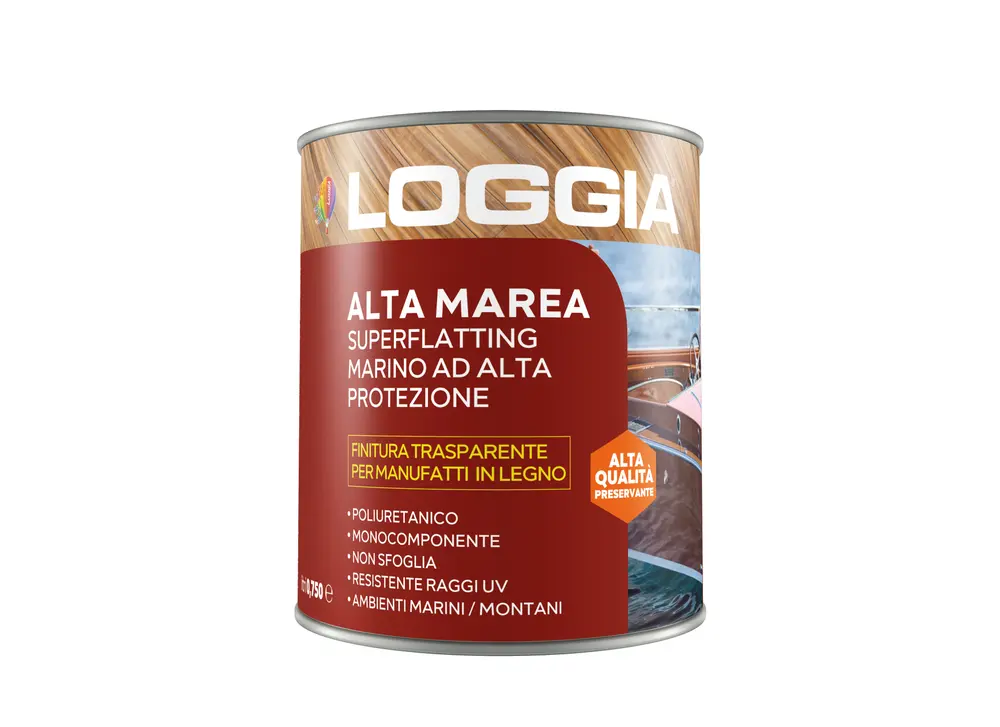 LOGGIA
ALTA MAREA
SUPERFLATTING
MARINO AD ALTA
PROTEZIONE
FINITURA TRASPARENTE
PER MANUFATTI IN LEGNO
• POLIURETANICO
• MONOCOMPONENTE
• NON SFOGLIA
• RESISTENTE RAGGI UV
• AMBIENTI MARINI / MONTANI
0,750 ℮
ALTA
QUALITÀ
PRESERVANTE